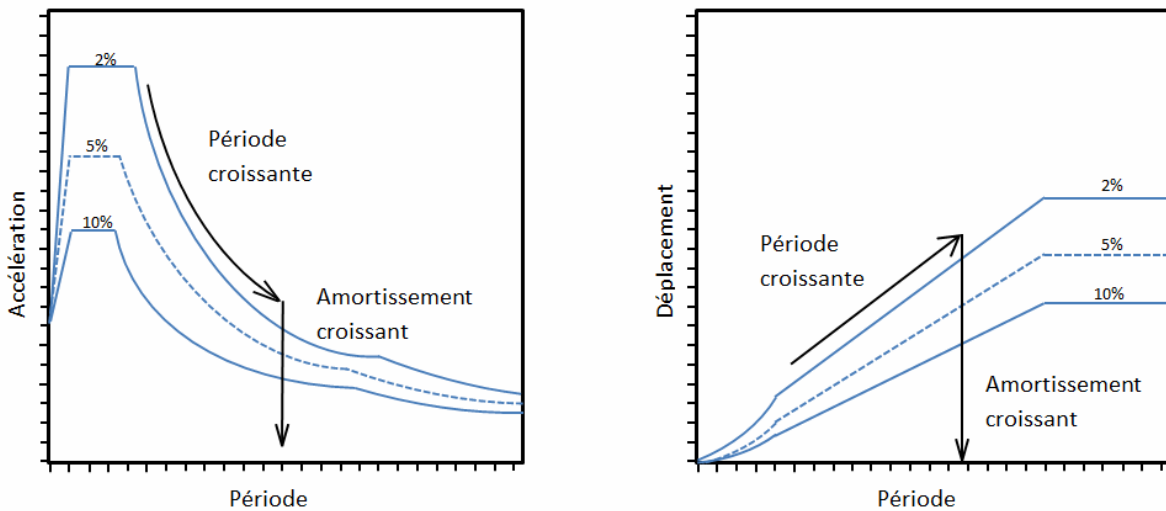 Accélération
2%
5%
10%
Période
croissante
Amortissement
croissant
Période
Déplacement
2%
5%
10%
Période
croissante
Amortissement
croissant
Période